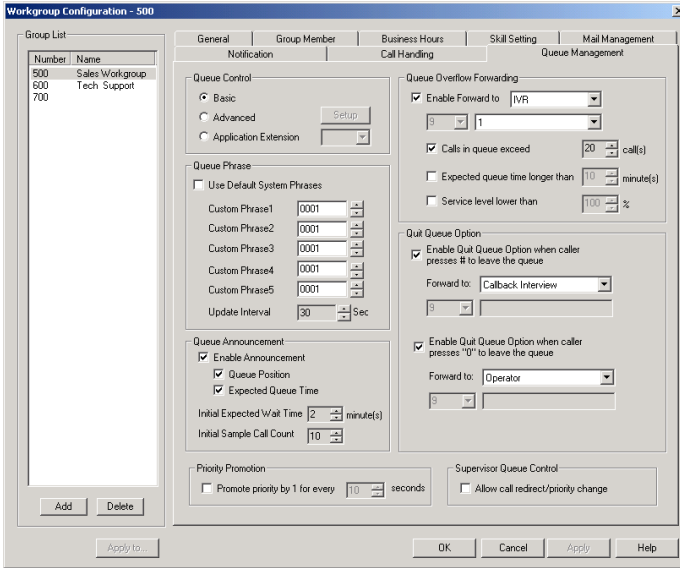 Workgroup Configuration - 500
Group List
Number Name
500 Sales Workgroup
600 Tech Support
700
Add Delete
Apply to...
General Group Member Business Hours Skill Setting Mail Management
Notification Call Handling Queue Management
Queue Control
Basic
Advanced Setup
Application Extension
Queue Phrase
Use Default System Phrases
Custom Phrase1 0001
Custom Phrase2 0001
Custom Phrase3 0001
Custom Phrase4 0001
Custom Phrase5 0001
Update Interval 30 Sec
Queue Announcement
Enable Announcement
Queue Position
Expected Queue Time
Initial Expected Wait Time 2 minute(s)
Initial Sample Call Count 10
Queue Overflow Forwarding
Enable Forward to IVR
9 1
Calls in queue exceed 20 call(s)
Expected queue time longer than 10 minute(s)
Service level lower than 100 %
Quit Queue Option
Enable Quit Queue Option when caller
presses # to leave the queue
Forward to: Callback Interview
9
Enable Quit Queue Option when caller
presses "0" to leave the queue
Forward to: Operator
9
Priority Promotion
Promote priority by 1 for every 10 seconds
Supervisor Queue Control
Allow call redirect/priority change
OK Cancel Apply Help